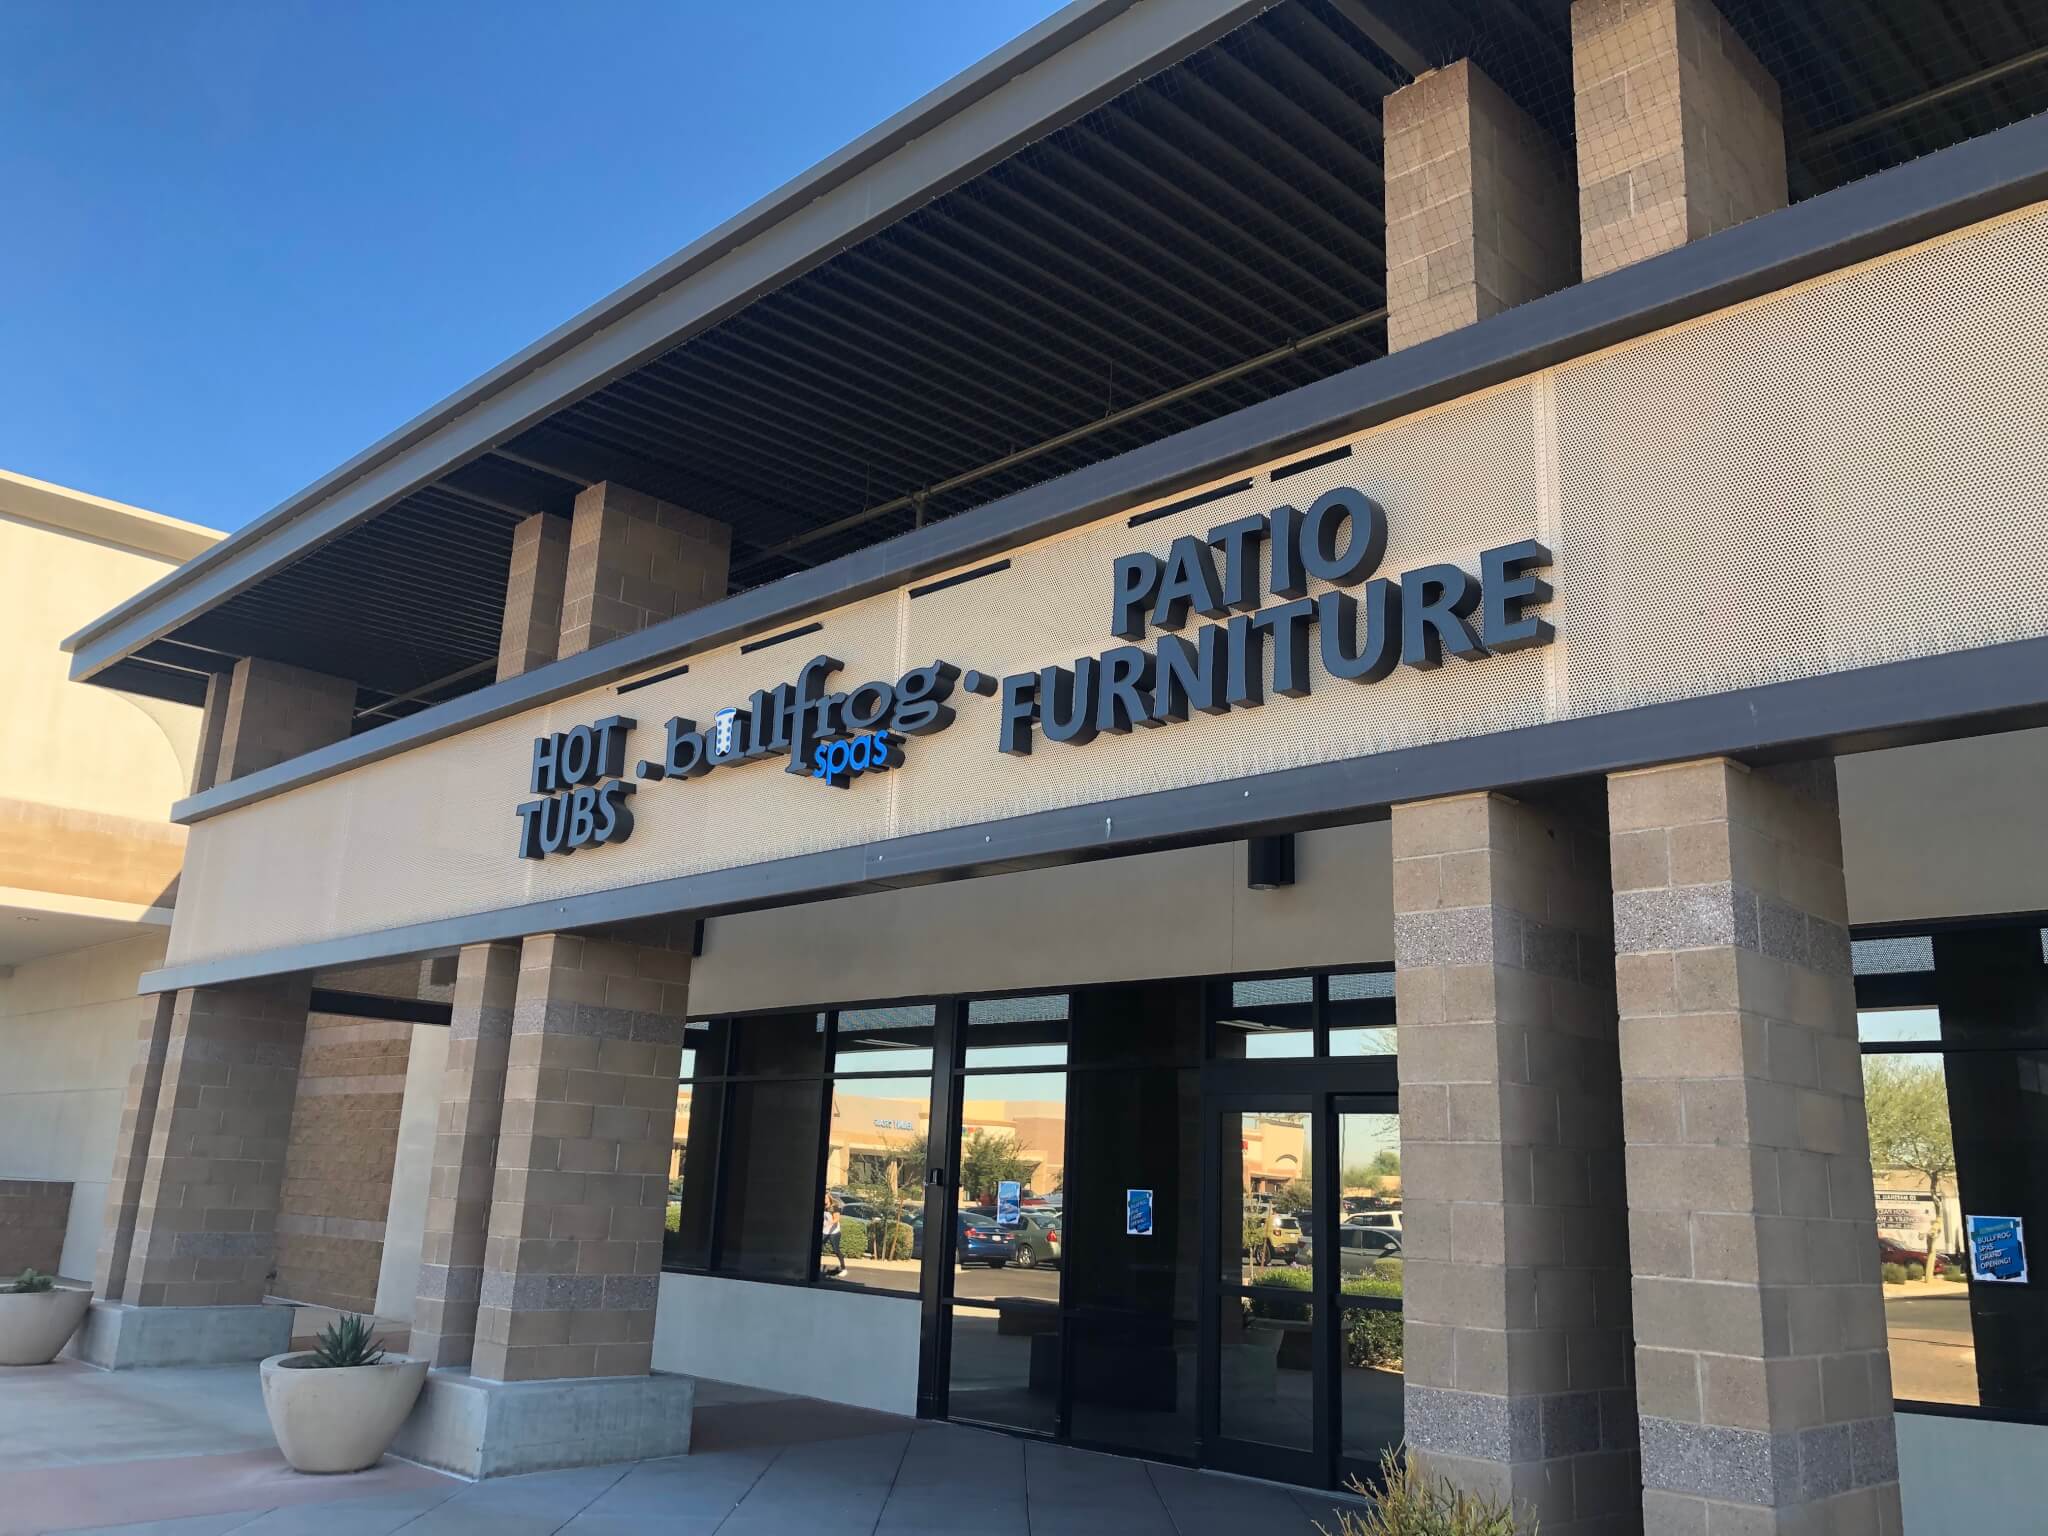 HOT
TUBS
• bullfrog •
spas
PATIO
FURNITURE
BULLFROG
SPAS
GRAND
OPENING!